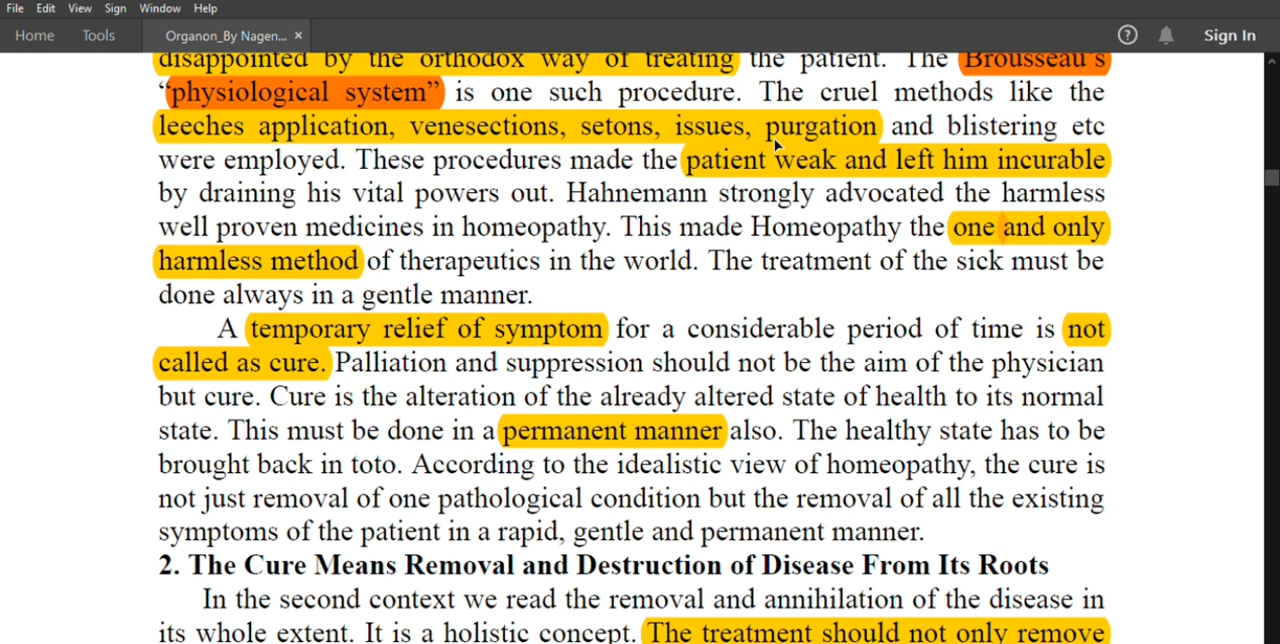 File Edit View Sign Window Help
Home Tools Organon_By Nagen... × ? Sign In
disappointed by the orthodox way of treating the patient. The Brousseau's
“physiological system” is one such procedure. The cruel methods like the
leeches application, venesections, setons, issues, purgation and blistering etc
were employed. These procedures made the patient weak and left him incurable
by draining his vital powers out. Hahnemann strongly advocated the harmless
well proven medicines in homeopathy. This made Homeopathy the one and only
harmless method of therapeutics in the world. The treatment of the sick must be
done always in a gentle manner.
A temporary relief of symptom for a considerable period of time is not
called as cure. Palliation and suppression should not be the aim of the physician
but cure. Cure is the alteration of the already altered state of health to its normal
state. This must be done in a permanent manner also. The healthy state has to be
brought back in toto. According to the idealistic view of homeopathy, the cure is
not just removal of one pathological condition but the removal of all the existing
symptoms of the patient in a rapid, gentle and permanent manner.
2. The Cure Means Removal and Destruction of Disease From Its Roots
In the second context we read the removal and annihilation of the disease in
its whole extent. It is a holistic concept. The treatment should not only remove